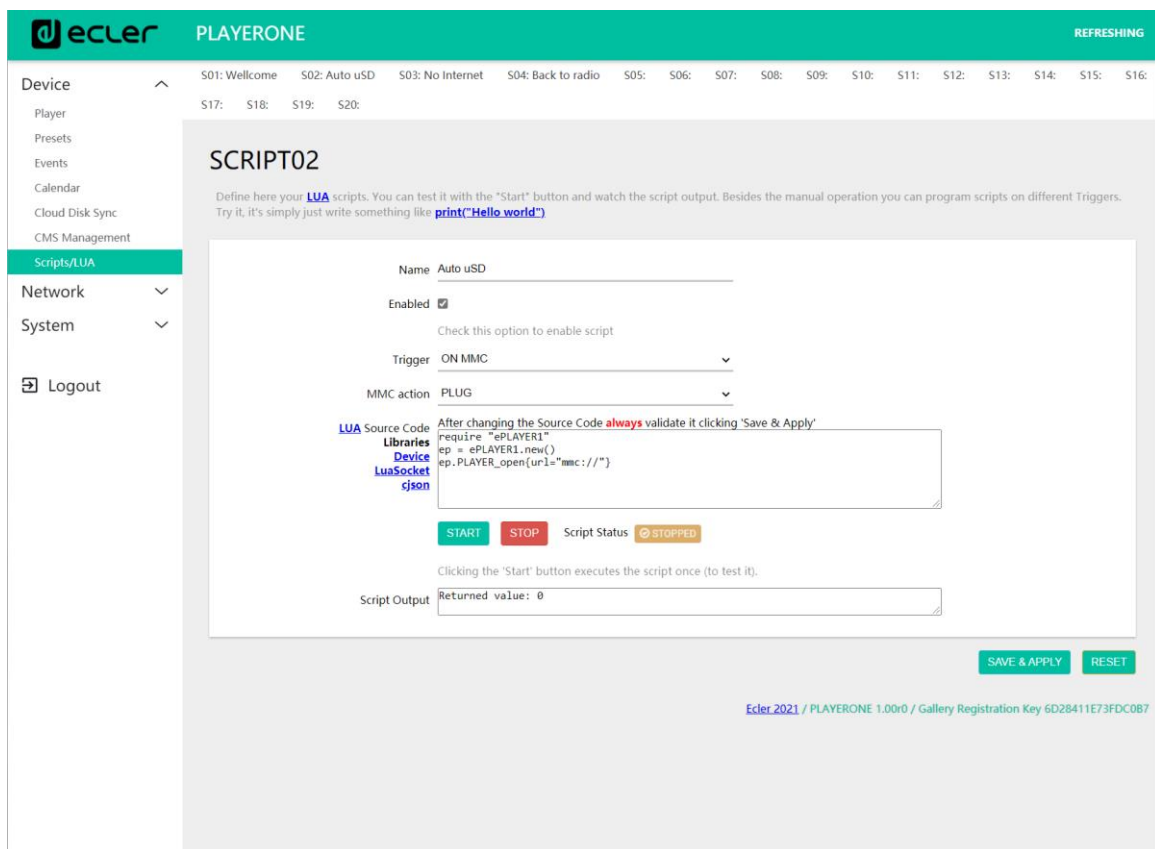 ecler
PLAYERONE
REFRESHING
Device
Player
Presets
Events
Calendar
Cloud Disk Sync
CMS Management
Scripts/LUA
Network
System
Logout
S01: Wellcome S02: Auto uSD S03: No Internet S04: Back to radio S05: S06: S07: S08: S09: S10: S11: S12: S13: S14: S15: S16:
S17: S18: S19: S20:
SCRIPT02
Define here your LUA scripts. You can test it with the "Start" button and watch the script output. Besides the manual operation you can program scripts on different Triggers.
Try it, it's simply just write something like print("Hello world")
Name Auto uSD
Enabled
Check this option to enable script
Trigger ON MMC
MMC action PLUG
LUA Source Code
Libraries
Device
LuaSocket
cjson
After changing the Source Code always validate it clicking 'Save & Apply'
require "ePLAYER1"
ep = ePLAYER1.new()
ep.PLAYER_open{url="mmc://"}
START STOP Script Status STOPPED
Clicking the 'Start' button executes the script once (to test it).
Script Output Returned value: 0
SAVE & APPLY RESET
Ecler 2021 / PLAYERONE 1.00r0 / Gallery Registration Key 6D28411E73FDC0B7